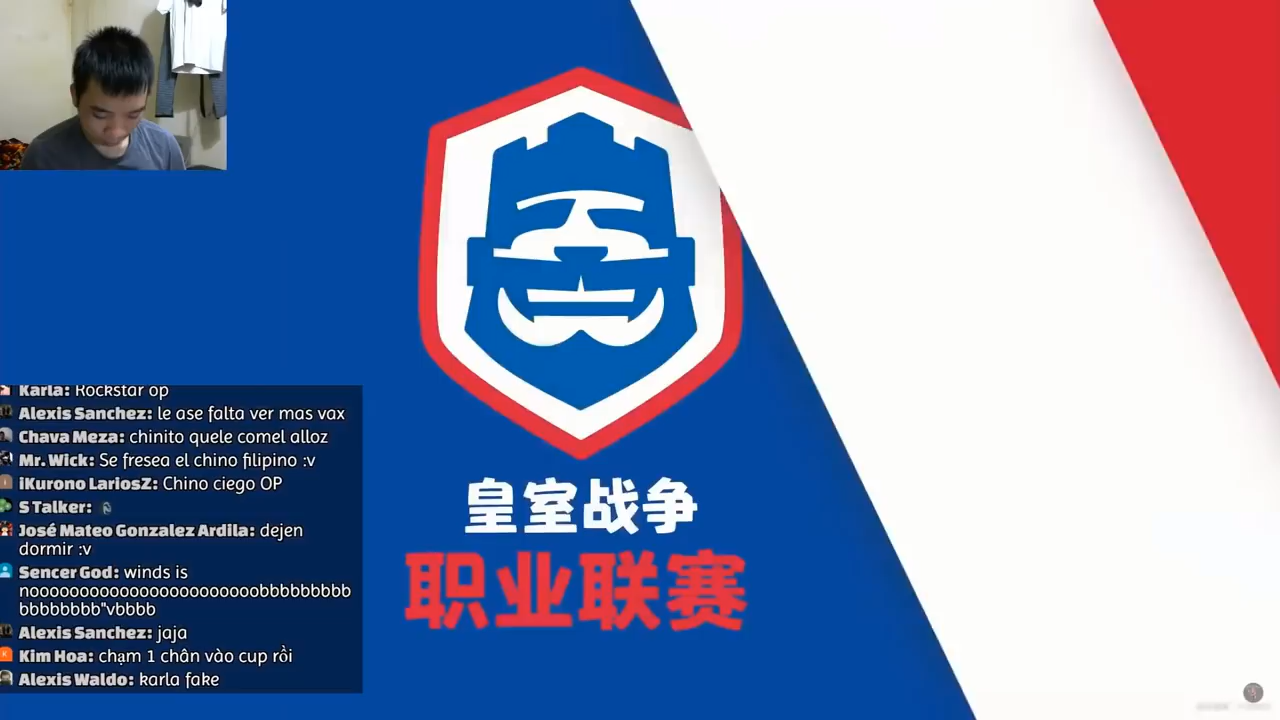 Karla: Rockstar op
Alexis Sanchez: le ase falta ver mas vax
Chava Meza: chinito quele comel alloz
Mr. Wick: Se fresea el chino filipino :v
iKurono LariosZ: Chino ciego OP
S Talker:
José Mateo Gonzalez Ardila: dejen
dormir :v
Sencer God: winds is
nooooooooooooooooooooooobbbbbbbbb
bbbbbbbbb"vbbbb
Alexis Sanchez: jaja
Kim Hoa: chạm 1 chân vào cup rồi
Alexis Waldo: karla fake
皇室战争
职业联赛